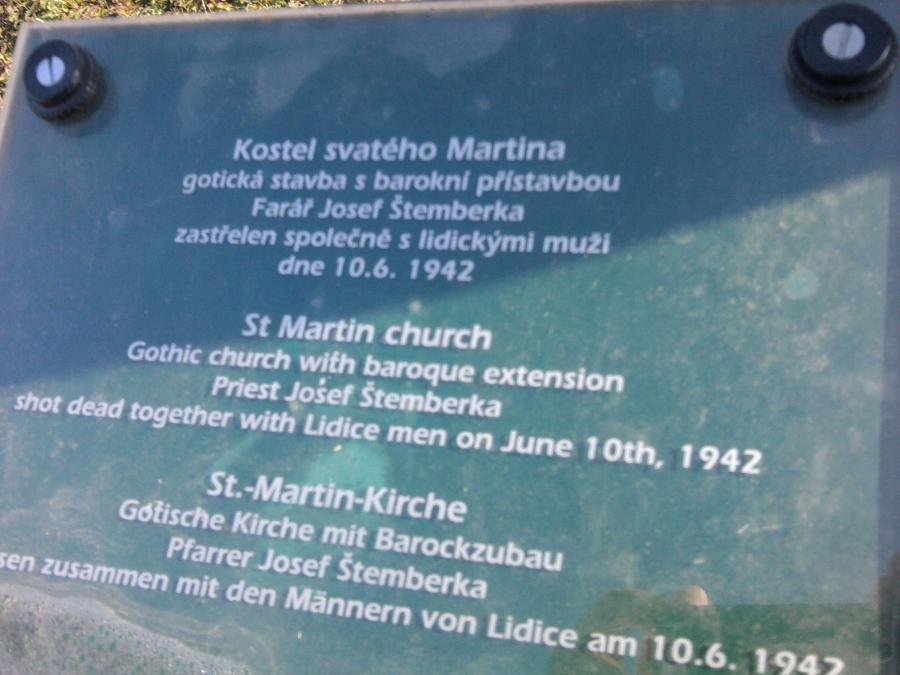 Kostel svatého Martina
gotická stavba s barokní přístavbou
Farář Josef Štemberka
zastřelen společně s lidickými muži
dne 10.6. 1942
St Martin church
Gothic church with baroque extension
Priest Josef Štemberka
shot dead together with Lidice men on June 10th, 1942
St.-Martin-Kirche
Gotische Kirche mit Barockzubau
Pfarrer Josef Štemberka
zusammen mit den Männern von Lidice am 10.6. 1942